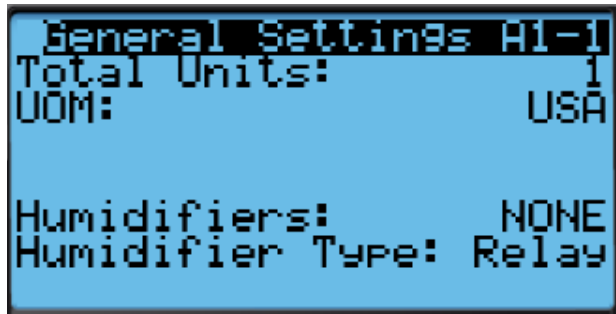 General Settings A1-1
Total Units: 1
UOM: USA
Humidifiers: NONE
Humidifier Type: Relay